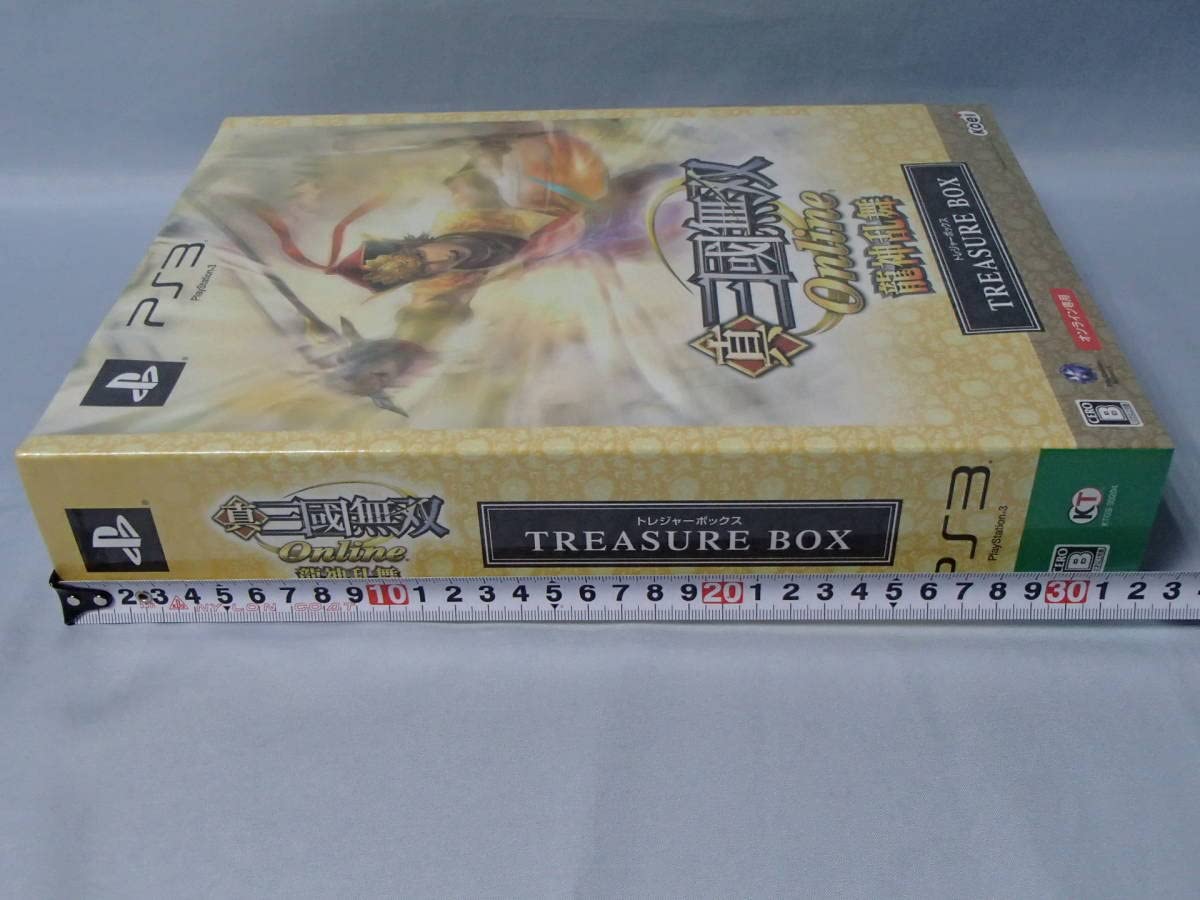 PS3
PlayStation®3
真・三國無双
Online
龍神乱舞
トレジャーボックス
TREASURE BOX
KOEI
オンライン専用
CERO
B
真・三國無双
Online
龍神乱舞
トレジャーボックス
TREASURE BOX
PS3
PlayStation®3
KT
CERO
B
2 3 4 5 6 7 8 9 10 1 2 3 4 5 6 7 8 9 20 1 2 3 4 5 6 7 8 9 30 1 2 3
NYLON COAT